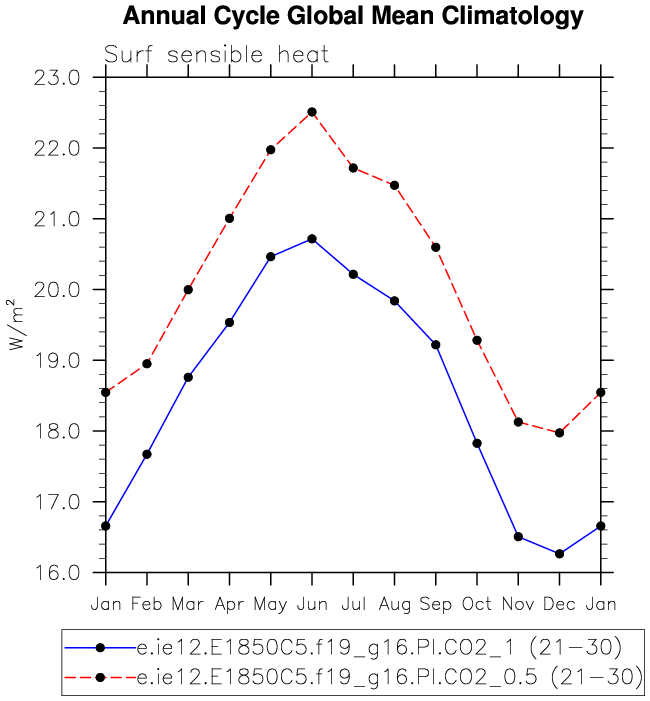 Annual Cycle Global Mean Climatology
Surf sensible heat
23.0
22.0
21.0
20.0
19.0
18.0
17.0
16.0
W/m²
Jan Feb Mar Apr May Jun Jul Aug Sep Oct Nov Dec Jan
e.ie12.E1850C5.f19_g16.PI.CO2_1 (21-30)
e.ie12.E1850C5.f19_g16.PI.CO2_0.5 (21-30)